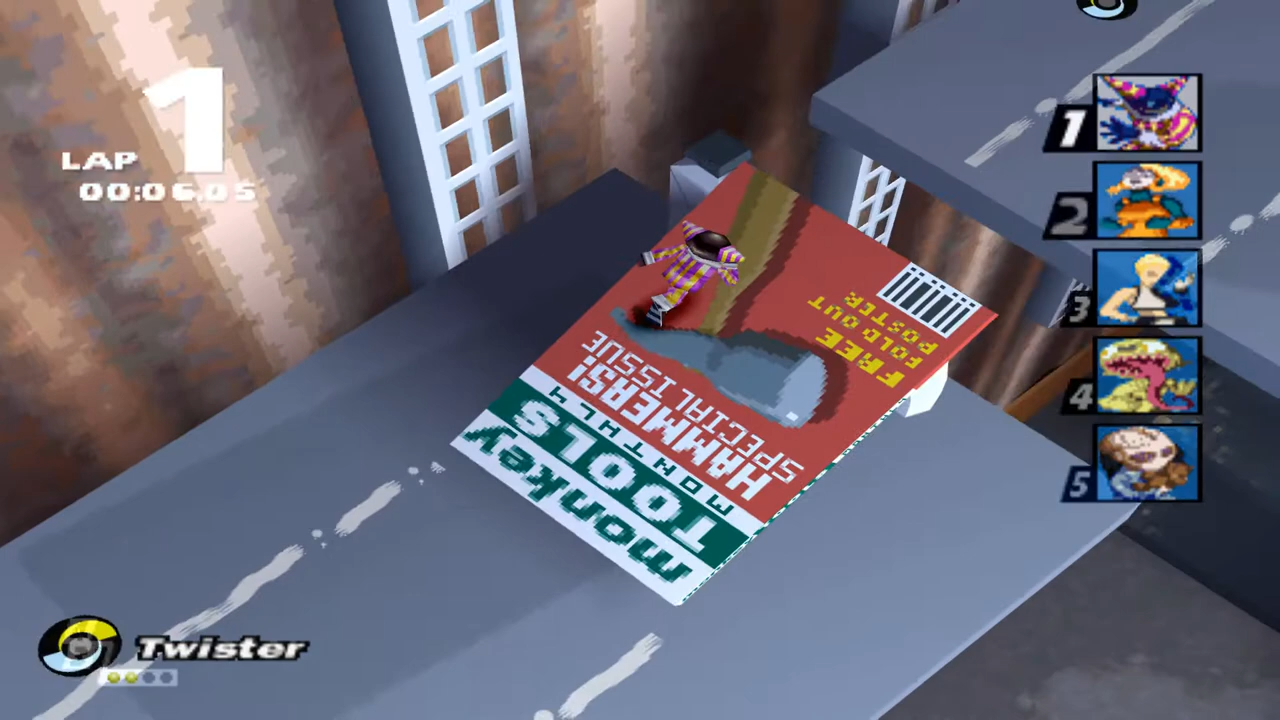 1
LAP
00:06.05
1
2
3
4
5
monkey
TOOLS
MONTHLY
HAMMERS!
SPECIAL ISSUE
FREE
FOLD OUT
POSTER
Twister